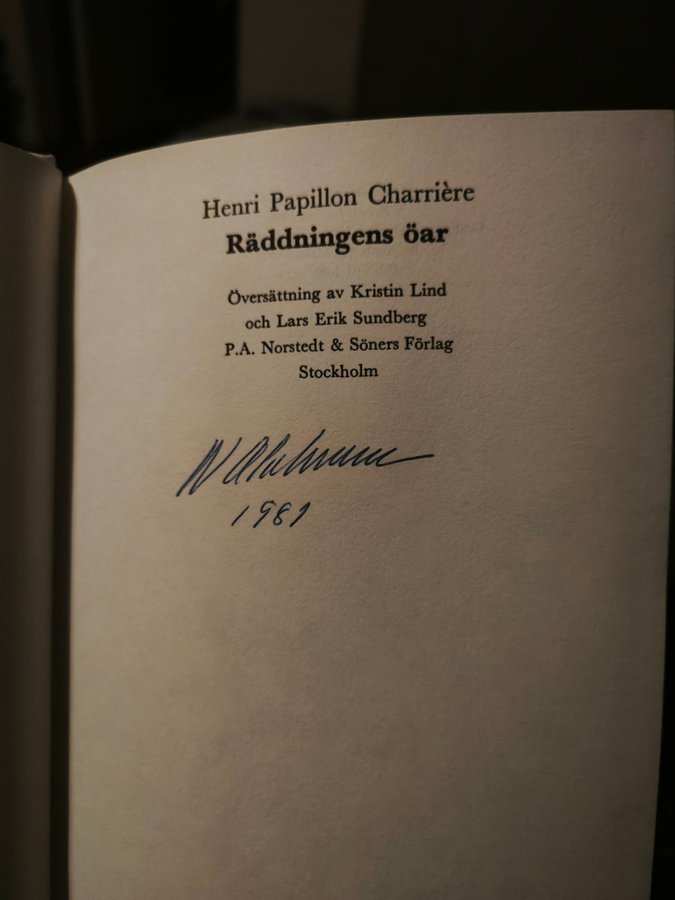 Henri Papillon Charrière
Räddningens öar
Översättning av Kristin Lind
och Lars Erik Sundberg
P.A. Norstedt & Söners Förlag
Stockholm
1981